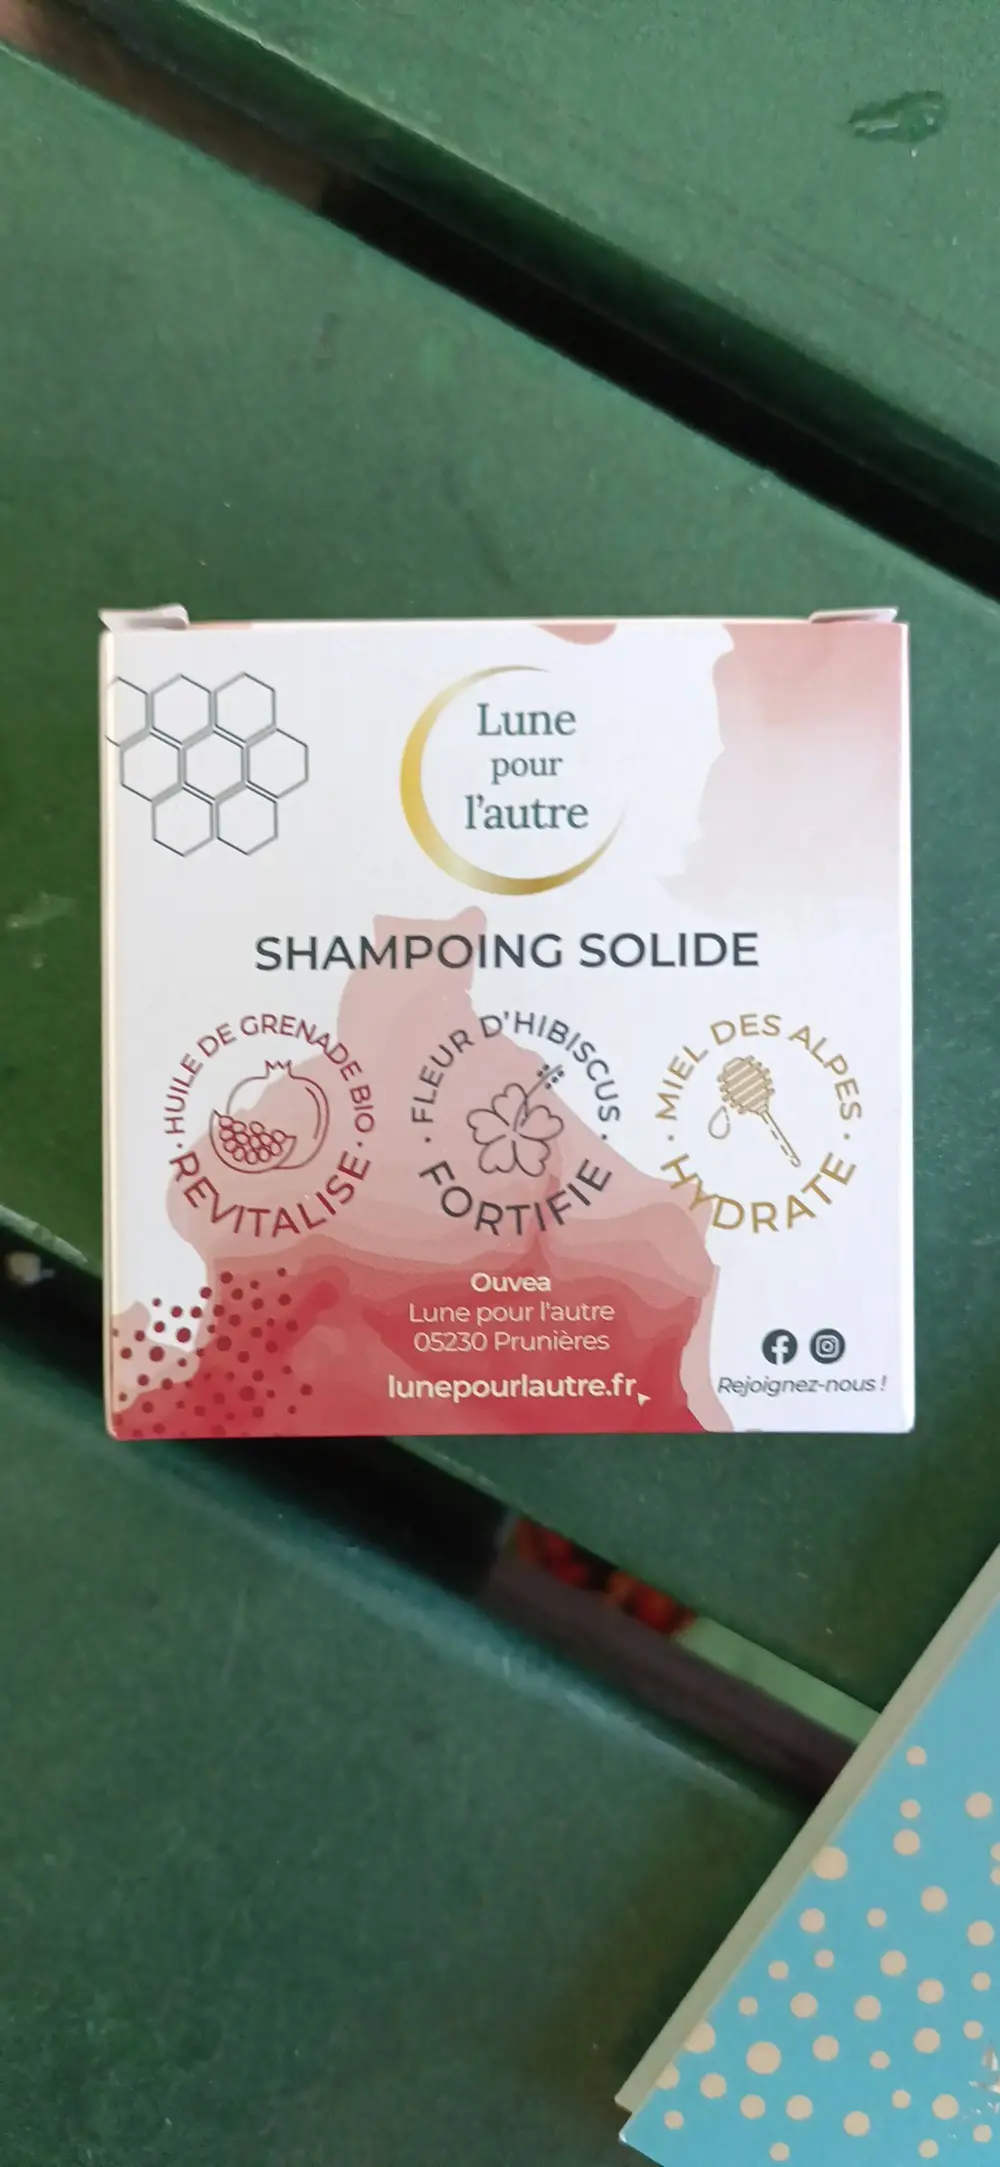 Lune
pour
l'autre
SHAMPOING SOLIDE
· HUILE DE GRENADE BIO ·
REVITALISE
· FLEUR D'HIBISCUS ·
FORTIFIE
· MIEL DES ALPES ·
HYDRATE
Ouvea
Lune pour l'autre
05230 Prunières
lunepourlautre.fr
Rejoignez-nous !